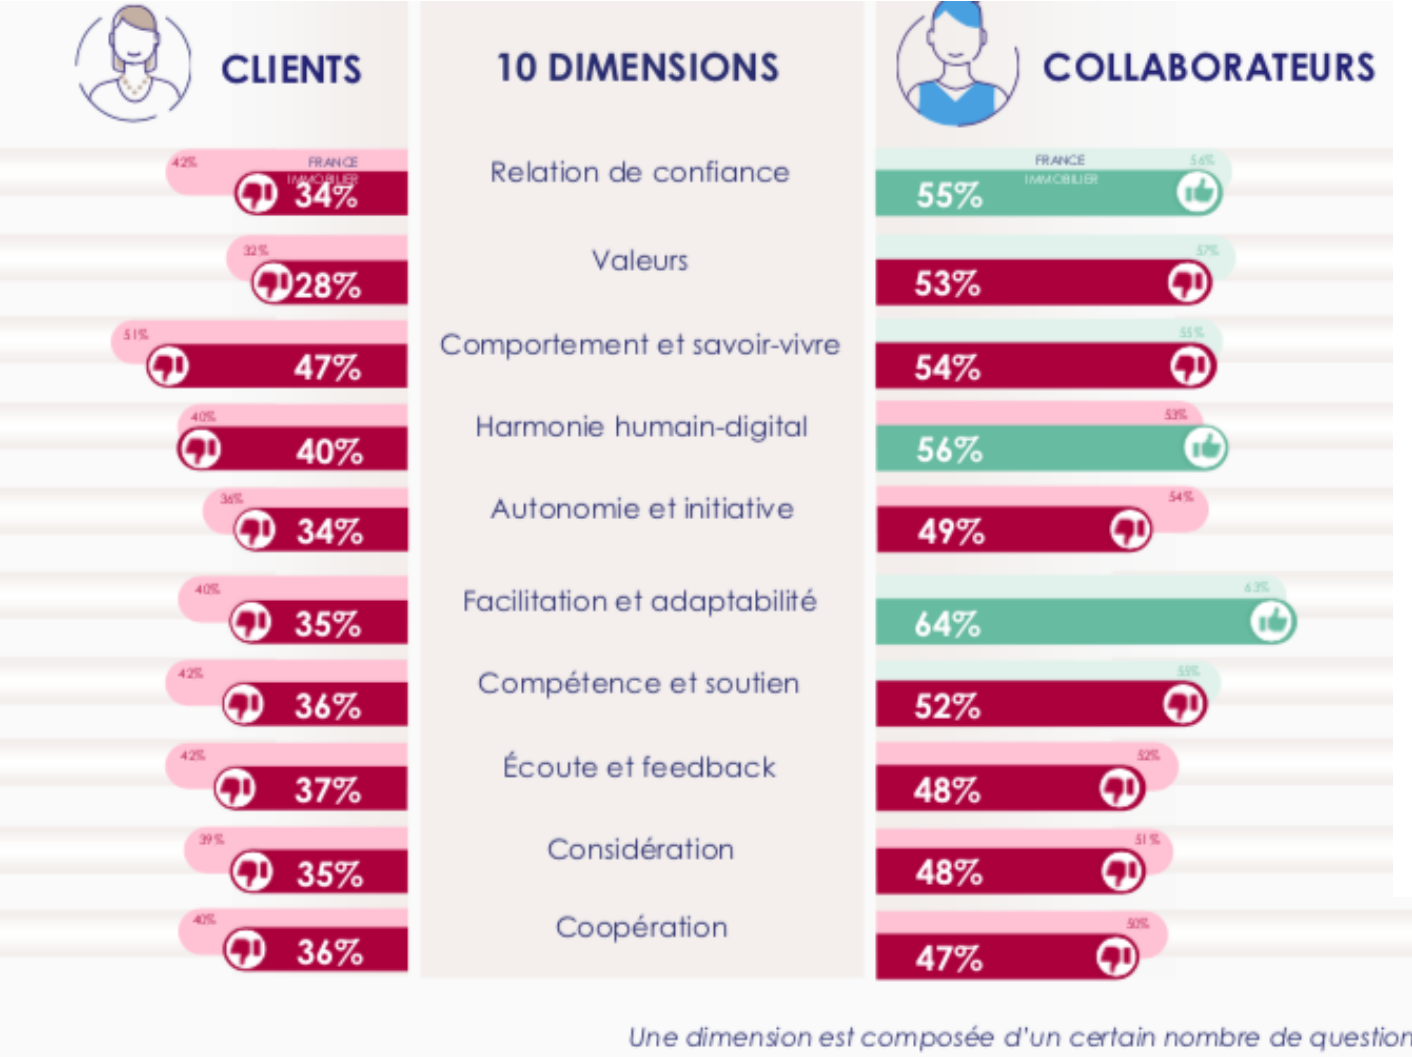 CLIENTS
10 DIMENSIONS
COLLABORATEURS
42%
FRANCE
IMMOBILIER
34%
Relation de confiance
FRANCE
IMMOBILIER
56%
55%
32%
28%
Valeurs
57%
53%
51%
47%
Comportement et savoir-vivre
55%
54%
40%
40%
Harmonie humain-digital
53%
56%
36%
34%
Autonomie et initiative
54%
49%
40%
35%
Facilitation et adaptabilité
63%
64%
42%
36%
Compétence et soutien
55%
52%
42%
37%
Écoute et feedback
52%
48%
39%
35%
Considération
51%
48%
40%
36%
Coopération
50%
47%
Une dimension est composée d'un certain nombre de question